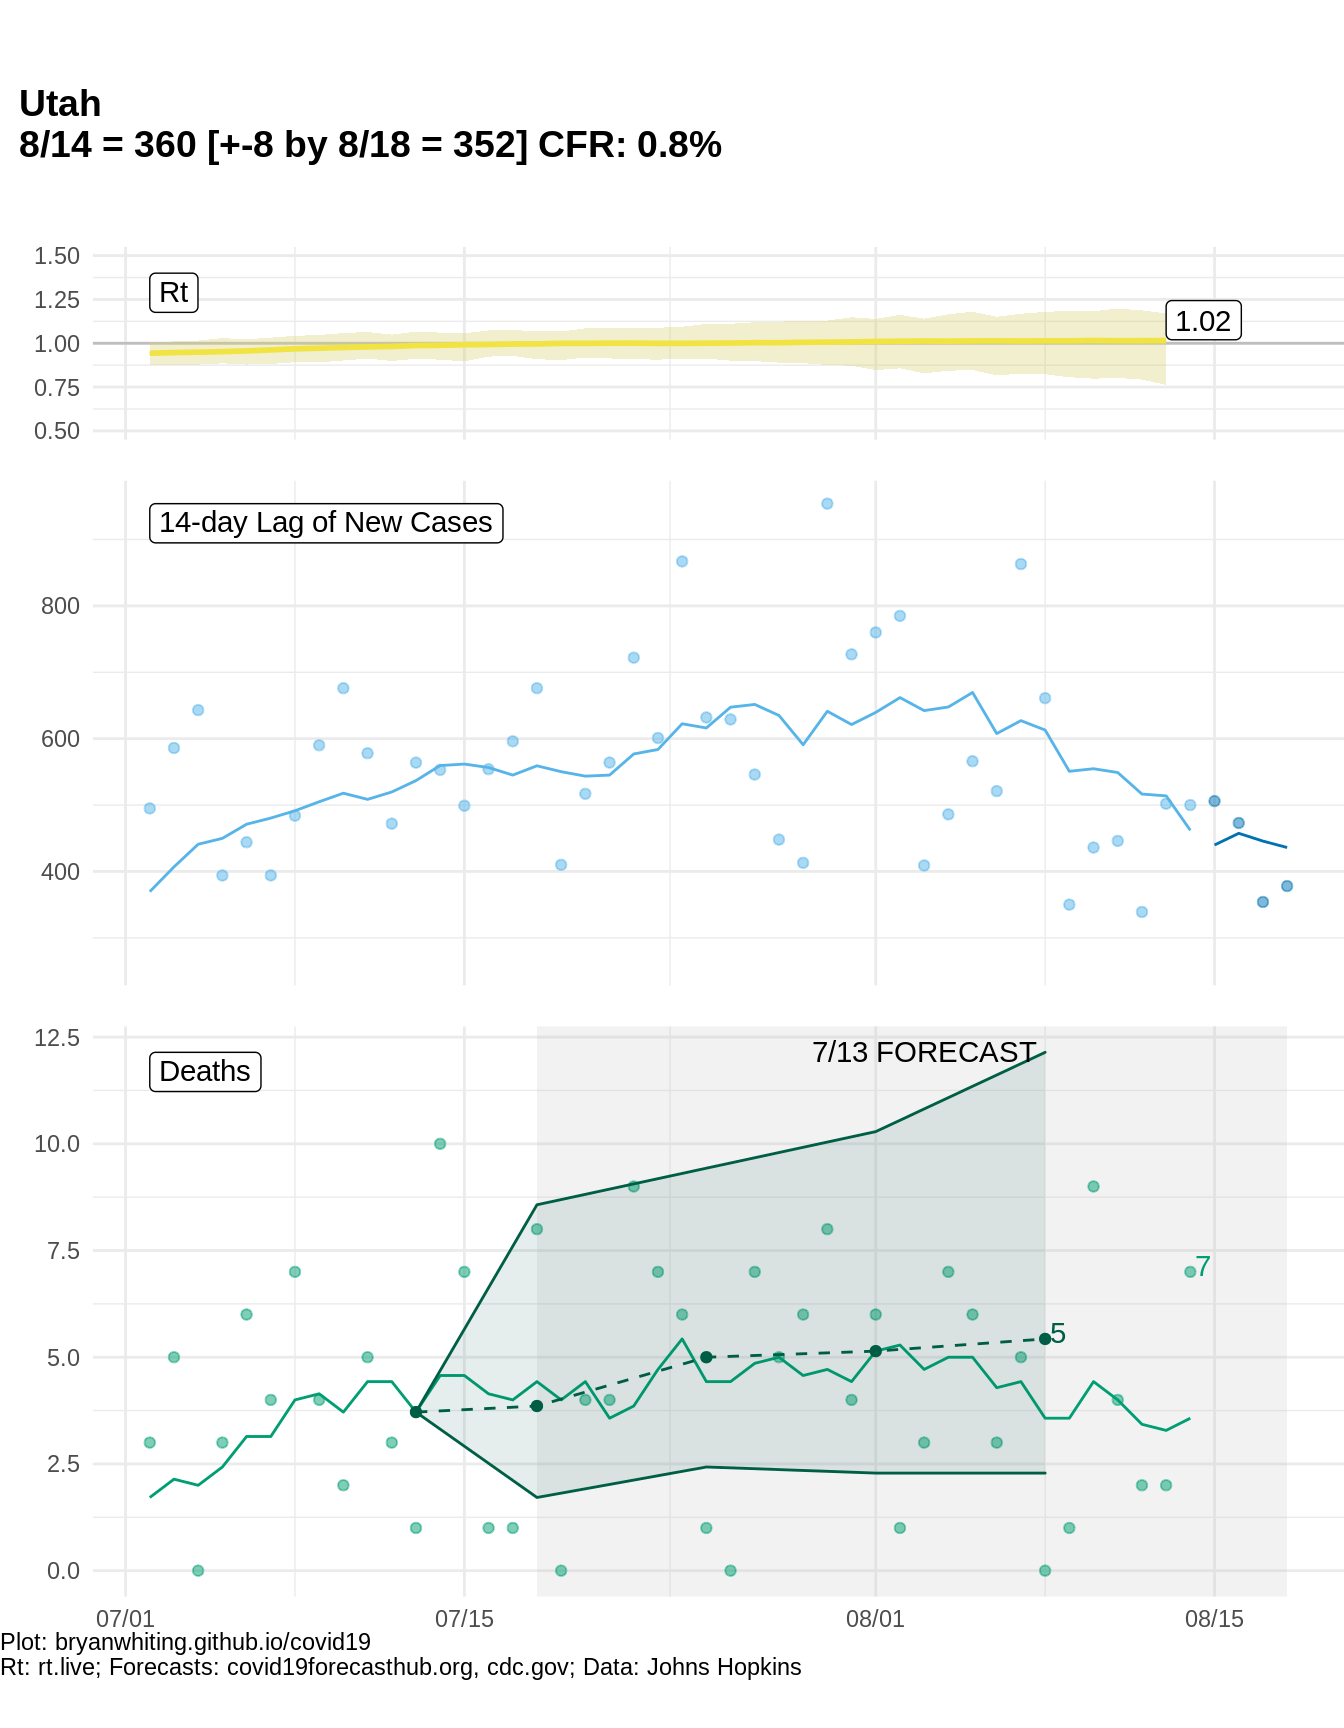 Utah
8/14 = 360 [+-8 by 8/18 = 352] CFR: 0.8%
1.50
Rt
1.25
1.02
1.00
0.75
0.50
14-day Lag of New Cases
800
600
400
12.5
7/13 FORECAST
Deaths
10.0
7.5
7
5
5.0
2.5
0.0
07/01 07/15 08/01 08/15
Plot: bryanwhiting.github.io/covid19
Rt: rt.live; Forecasts: covid19forecasthub.org, cdc.gov; Data: Johns Hopkins